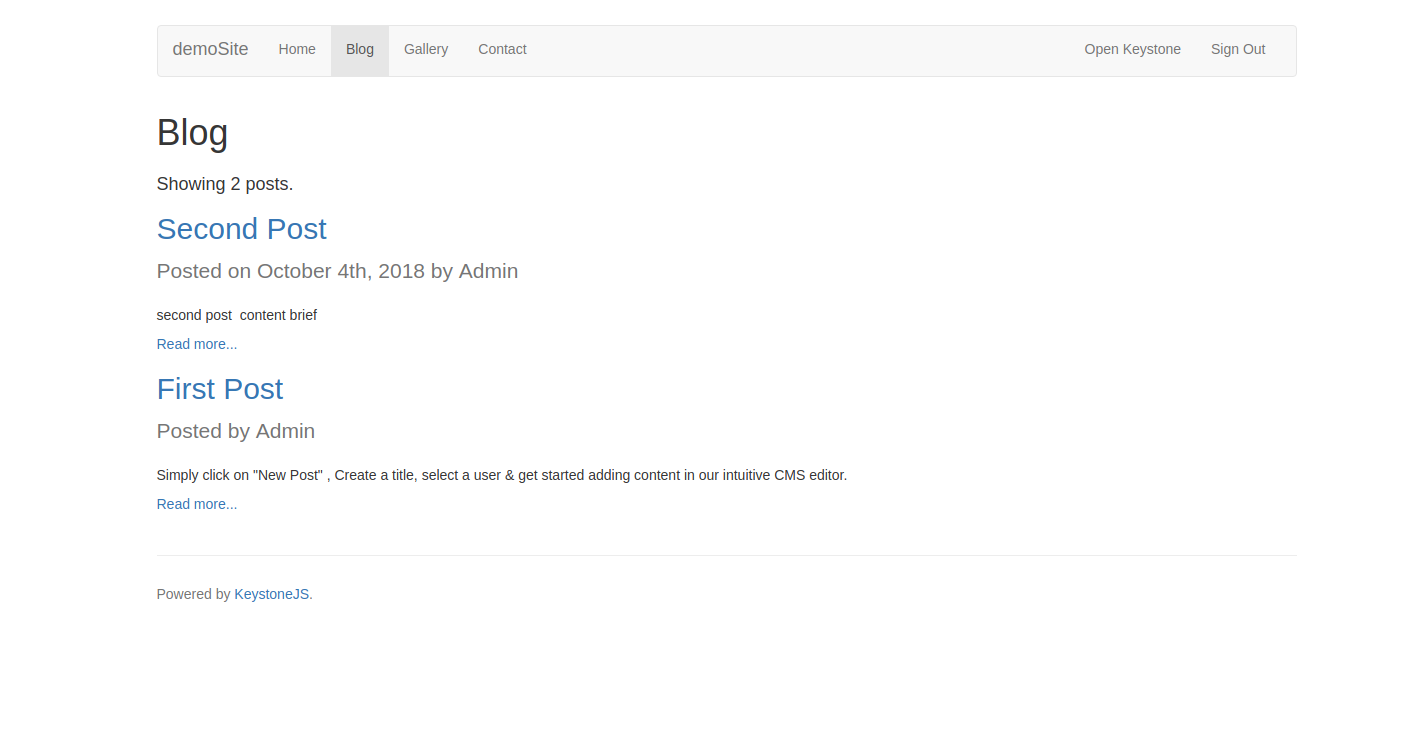 demoSite Home Blog Gallery Contact Open Keystone Sign Out
Blog
Showing 2 posts.
Second Post
Posted on October 4th, 2018 by Admin
second post  content brief
Read more...
First Post
Posted by Admin
Simply click on "New Post" , Create a title, select a user & get started adding content in our intuitive CMS editor.
Read more...
Powered by KeystoneJS.